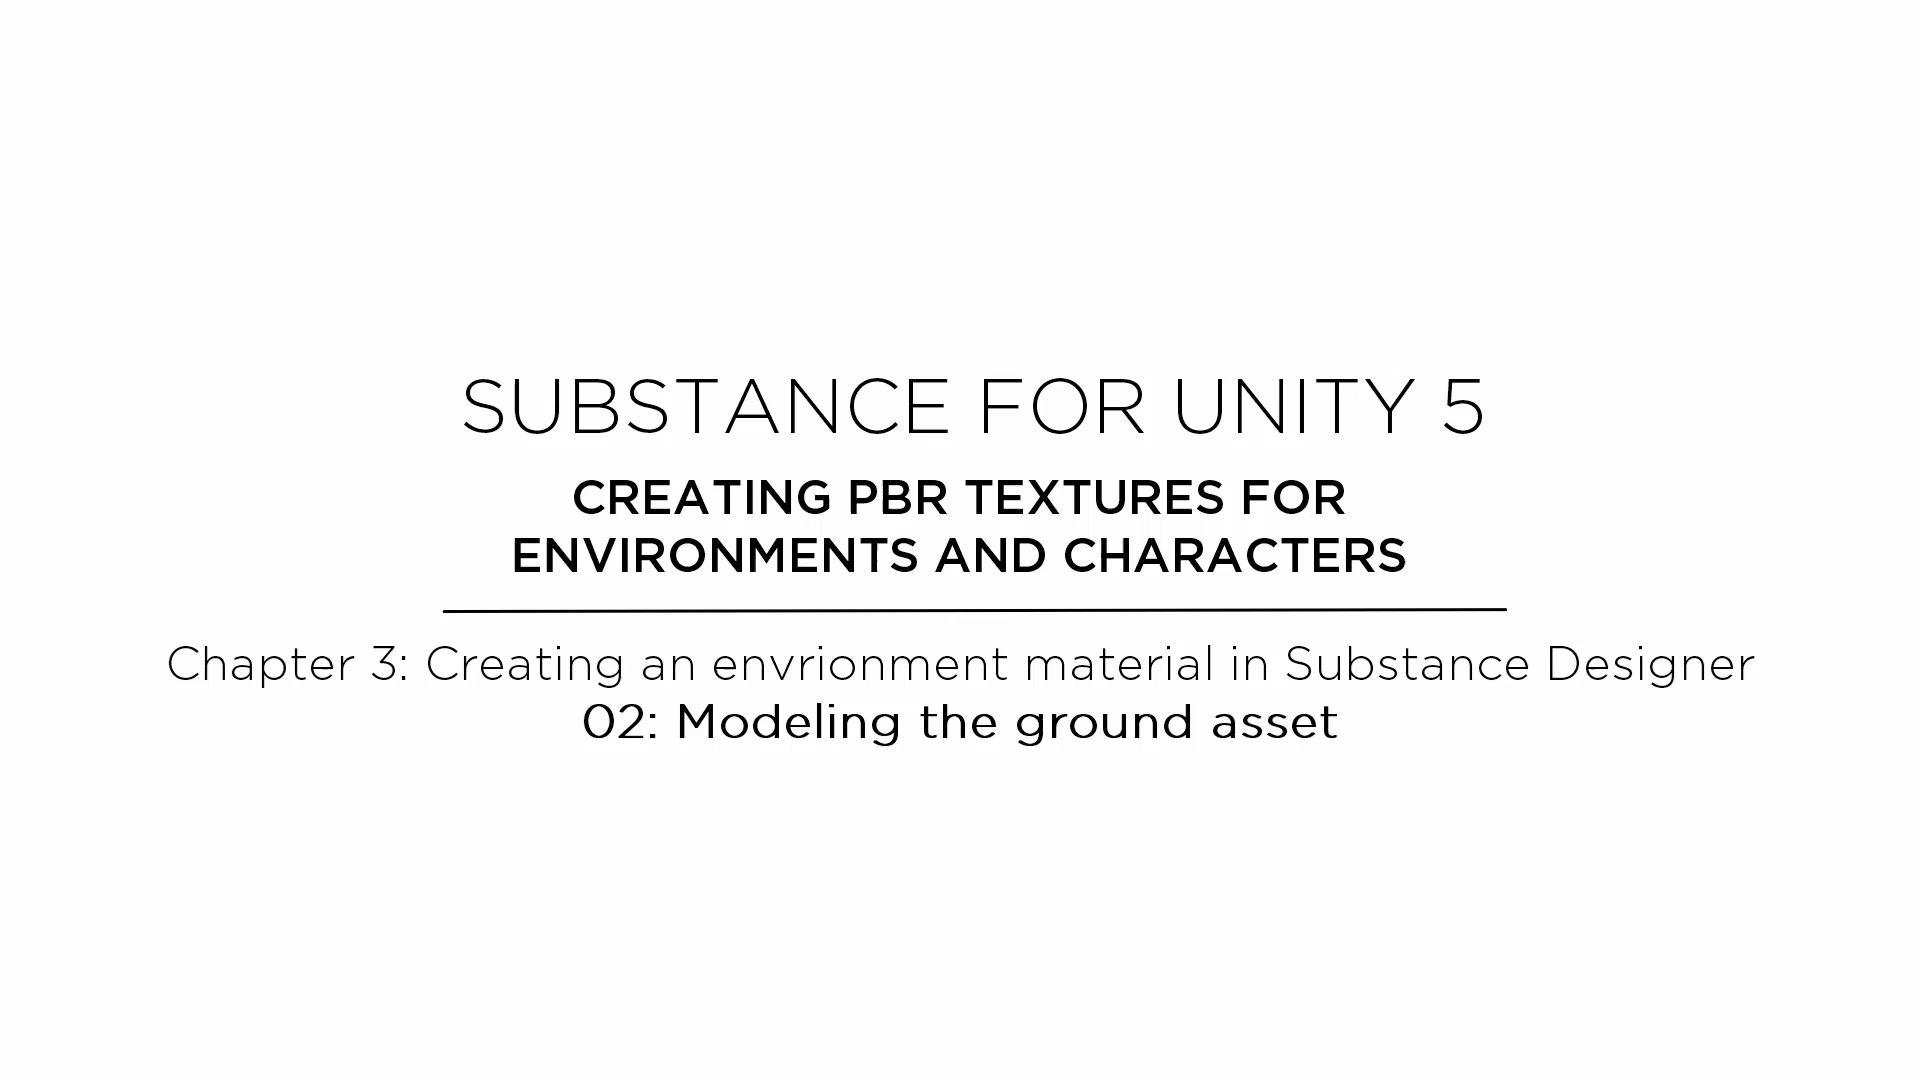 SUBSTANCE FOR UNITY 5
CREATING PBR TEXTURES FOR
ENVIRONMENTS AND CHARACTERS
Chapter 3: Creating an envrionment material in Substance Designer
02: Modeling the ground asset